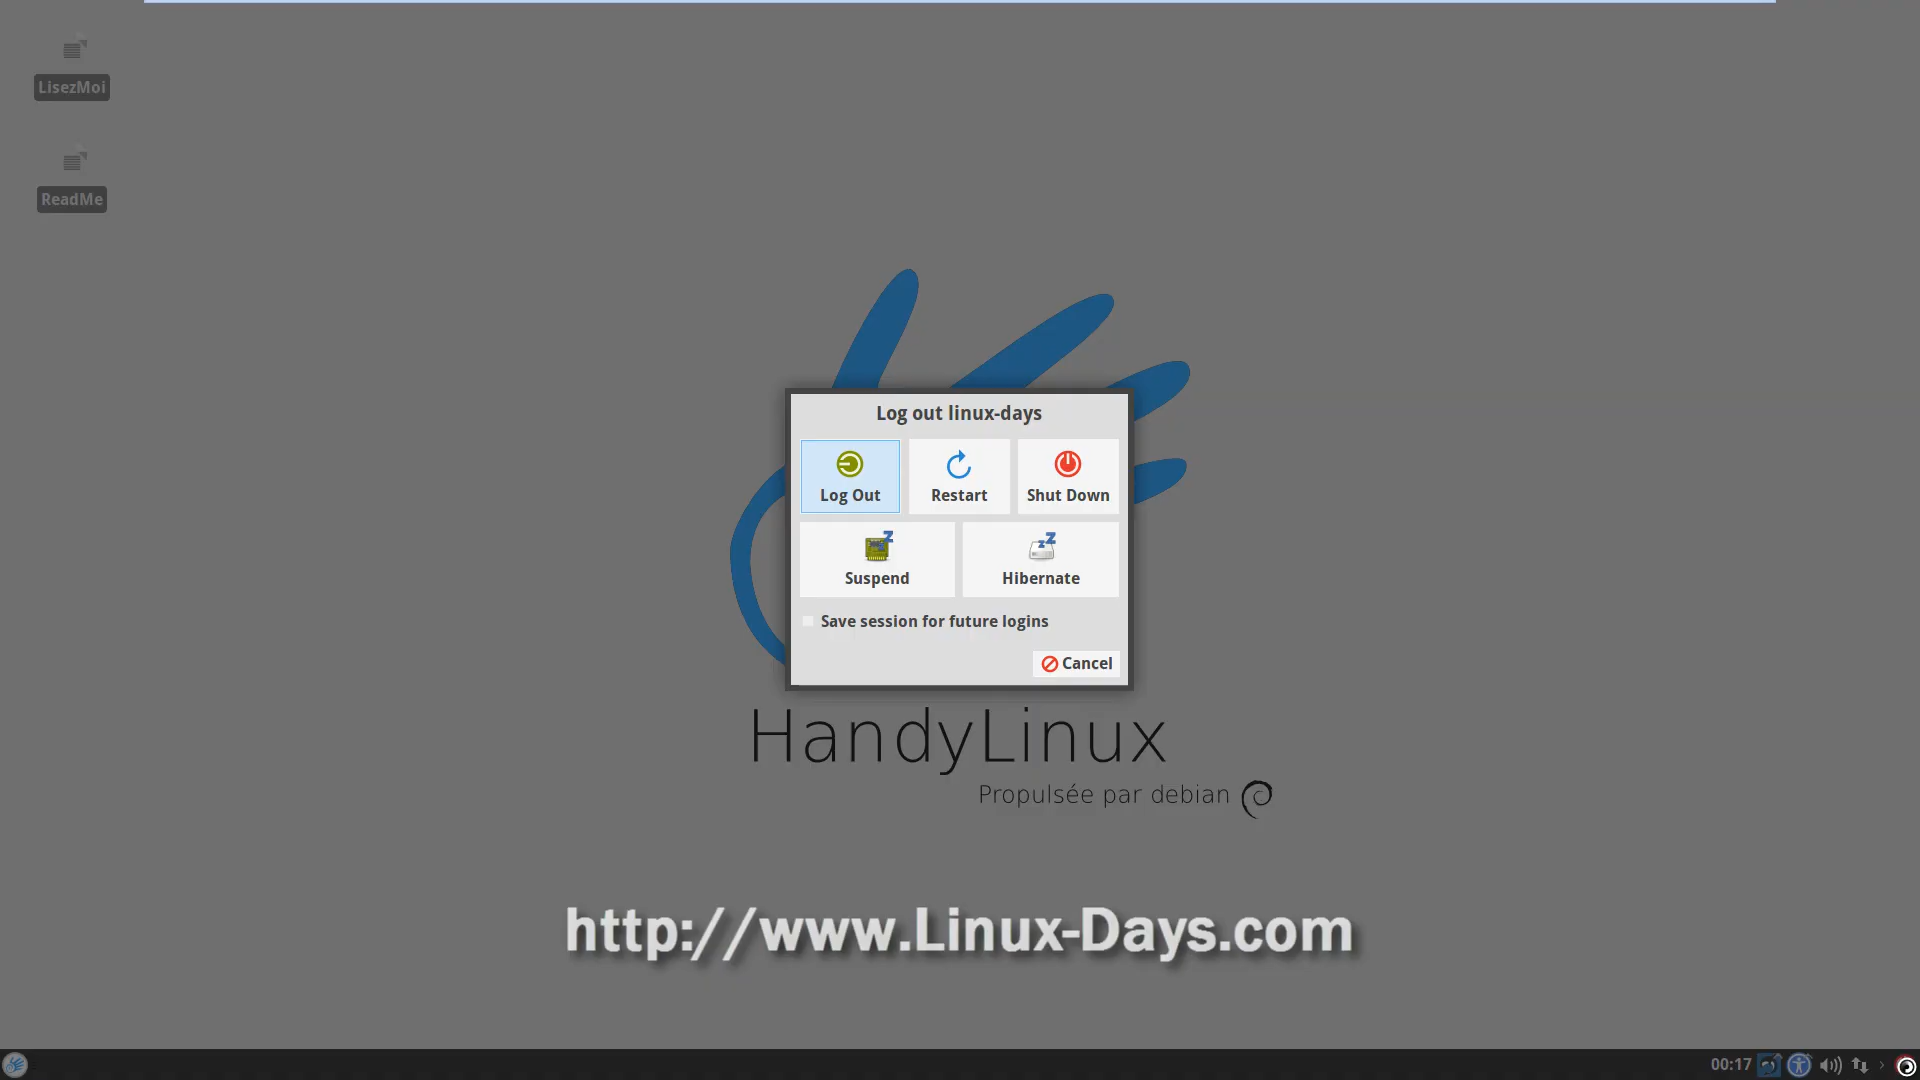 LisezMoi
ReadMe
Log out linux-days
Log Out
Restart
Shut Down
Suspend
Hibernate
Save session for future logins
Cancel
HandyLinux
Propulsée par debian
http://www.Linux-Days.com
00:17